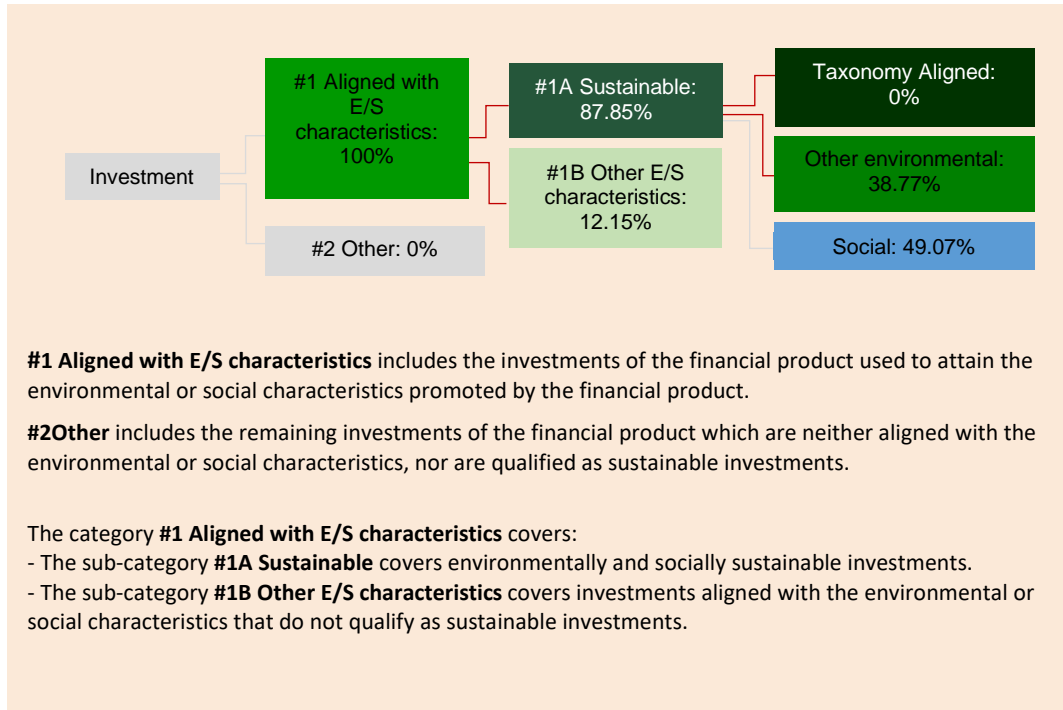 Investment
#1 Aligned with
E/S
characteristics:
100%
#2 Other: 0%
#1A Sustainable:
87.85%
#1B Other E/S
characteristics:
12.15%
Taxonomy Aligned:
0%
Other environmental:
38.77%
Social: 49.07%
#1 Aligned with E/S characteristics includes the investments of the financial product used to attain the
environmental or social characteristics promoted by the financial product.
#2Other includes the remaining investments of the financial product which are neither aligned with the
environmental or social characteristics, nor are qualified as sustainable investments.
The category #1 Aligned with E/S characteristics covers:
- The sub-category #1A Sustainable covers environmentally and socially sustainable investments.
- The sub-category #1B Other E/S characteristics covers investments aligned with the environmental or
social characteristics that do not qualify as sustainable investments.